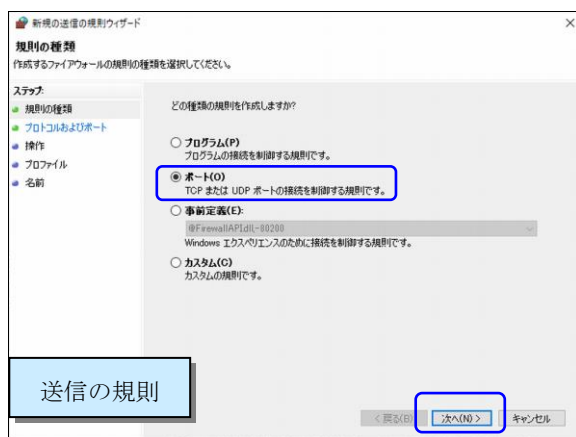 新規の送信の規則ウィザード
規則の種類
作成するファイアウォールの規則の種類を選択してください。
ステップ:
規則の種類
プロトコルおよびポート
操作
プロファイル
名前
どの種類の規則を作成しますか?
プログラム(P)
プログラムの接続を制御する規則です。
ポート(O)
TCP または UDP ポートの接続を制御する規則です。
事前定義(E):
@FirewallAPI.dll,-80200
Windows エクスペリエンスのために接続を制御する規則です。
カスタム(C)
カスタムの規則です。
送信の規則
< 戻る(B)
次へ(N) >
キャンセル